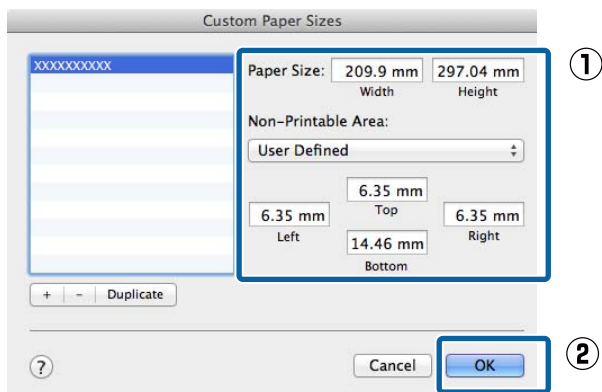 Custom Paper Sizes
XXXXXXXXXX
Paper Size: 209.9 mm 297.04 mm
Width Height
Non-Printable Area:
User Defined
6.35 mm
Top
6.35 mm 6.35 mm
Left Right
14.46 mm
Bottom
+ - Duplicate
? Cancel OK
①
②